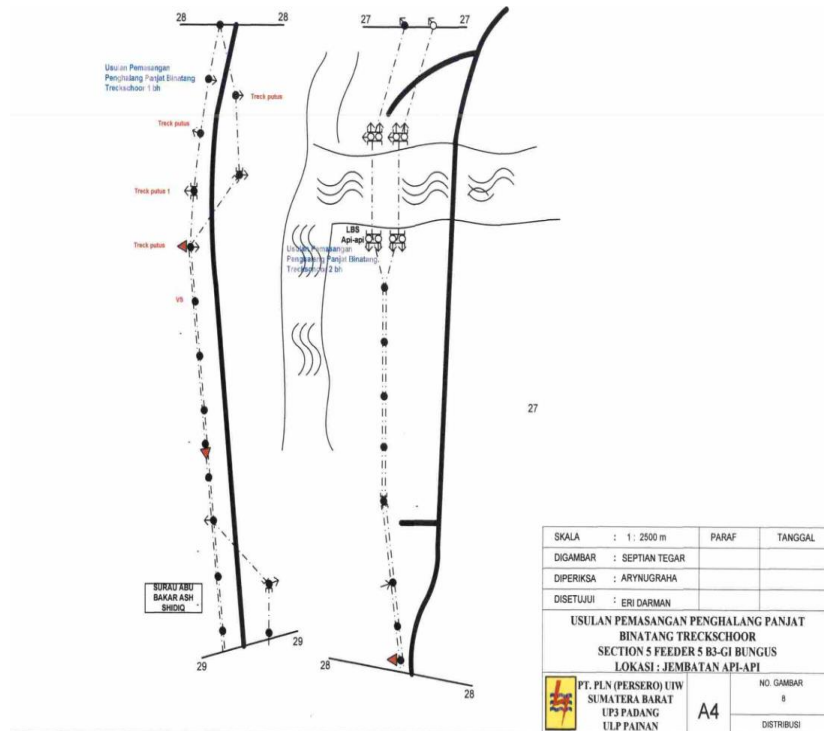 28
28
27
27
Usulan Pemasangan
Penghalang Panjat Binatang
Treckschoor 1 bh
Treck putus
Treck putus
Treck putus 1
Treck putus
VS
LBS
Api-api
Usulan Pemasangan
Penghalang Panjat Binatang
Treckschoor 2 bh
27
SURAU ABU
BAKAR ASH
SHIDIQ
29
29
28
28
SKALA : 1 : 2500 m PARAF TANGGAL
DIGAMBAR : SEPTIAN TEGAR
DIPERIKSA : ARYNUGRAHA
DISETUJUI : ERI DARMAN
USULAN PEMASANGAN PENGHALANG PANJAT
BINATANG TRECKSCHOOR
SECTION 5 FEEDER 5 B3-GI BUNGUS
LOKASI : JEMBATAN API-API
PT. PLN (PERSERO) UIW
SUMATERA BARAT
UP3 PADANG
ULP PAINAN
A4
NO. GAMBAR
8
DISTRIBUSI